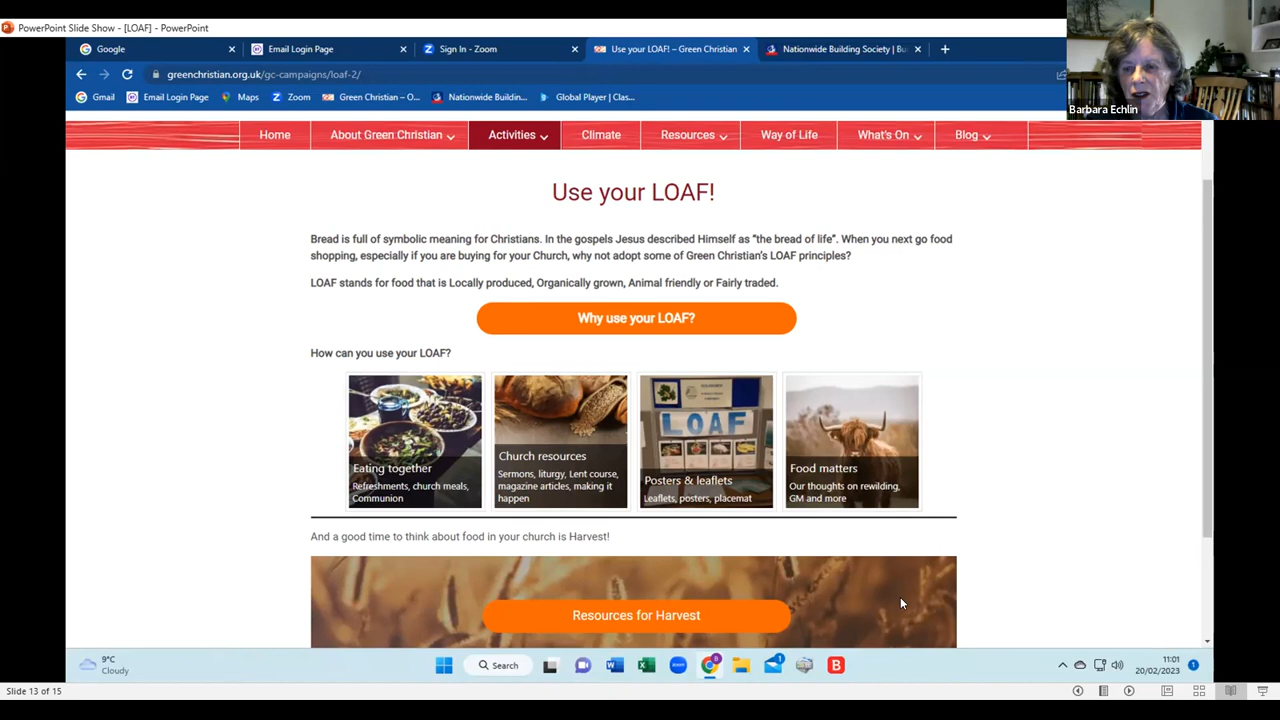 PowerPoint Slide Show - [LOAF] - PowerPoint
Google
Email Login Page
Sign In - Zoom
Use your LOAF! – Green Christian
Nationwide Building Society | Bu
greenchristian.org.uk/gc-campaigns/loaf-2/
Gmail
Email Login Page
Maps
Zoom
Green Christian – O...
Nationwide Buildin...
Global Player | Clas...
Barbara Echlin
Home
About Green Christian
Activities
Climate
Resources
Way of Life
What's On
Blog
Use your LOAF!
Bread is full of symbolic meaning for Christians. In the gospels Jesus described Himself as “the bread of life”. When you next go food
shopping, especially if you are buying for your Church, why not adopt some of Green Christian’s LOAF principles?
LOAF stands for food that is Locally produced, Organically grown, Animal friendly or Fairly traded.
Why use your LOAF?
How can you use your LOAF?
Eating together
Refreshments, church meals,
Communion
Church resources
Sermons, liturgy, Lent course,
magazine articles, making it
happen
LOAF
Posters & leaflets
Leaflets, posters, placemat
Food matters
Our thoughts on rewilding,
GM and more
And a good time to think about food in your church is Harvest!
Resources for Harvest
9°C
Cloudy
Search
zoom
B
1
11:01
20/02/2023
1
Slide 13 of 15